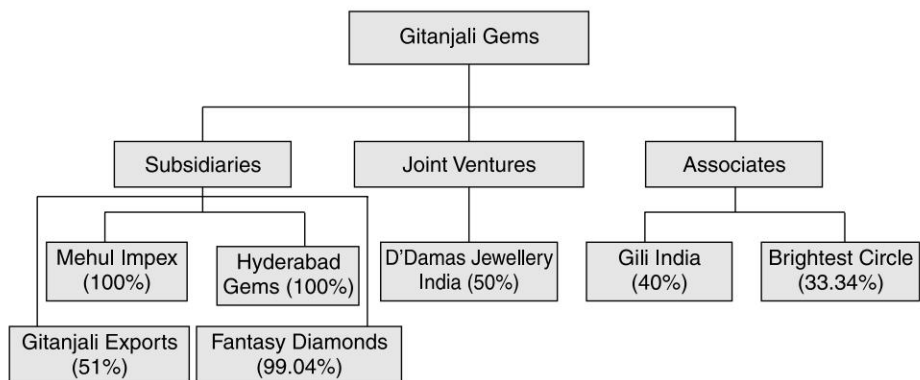 Gitanjali Gems
Subsidiaries
Joint Ventures
Associates
Mehul Impex
(100%)
Hyderabad
Gems (100%)
D'Damas Jewellery
India (50%)
Gili India
(40%)
Brightest Circle
(33.34%)
Gitanjali Exports
(51%)
Fantasy Diamonds
(99.04%)